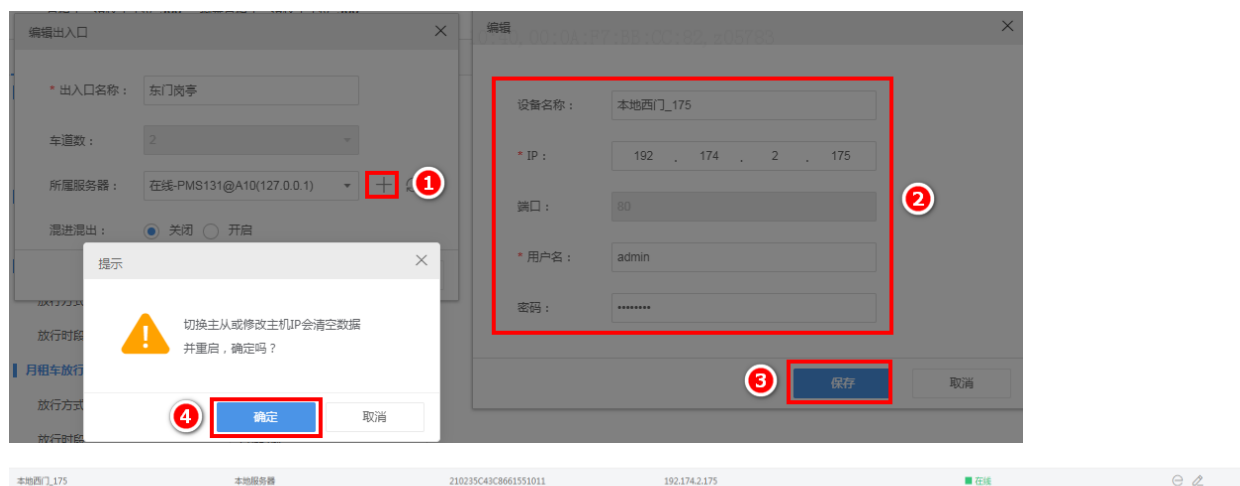 编辑出入口
* 出入口名称： 东门岗亭
车道数： 2
所属服务器： 在线-PMS131@A10(127.0.0.1)
1
混进混出： 关闭 开启
放行时段
月租车放行
放行方式
放行时段
提示
切换主从或修改主机IP会清空数据
并重启，确定吗？
4
确定 取消
编辑
设备名称： 本地西门_175
* IP： 192 . 174 . 2 . 175
端口： 80
2
* 用户名： admin
密码： ••••••••
3
保存 取消
本地西门_175 本地服务器 210235C43C8661551011 192.174.2.175 在线